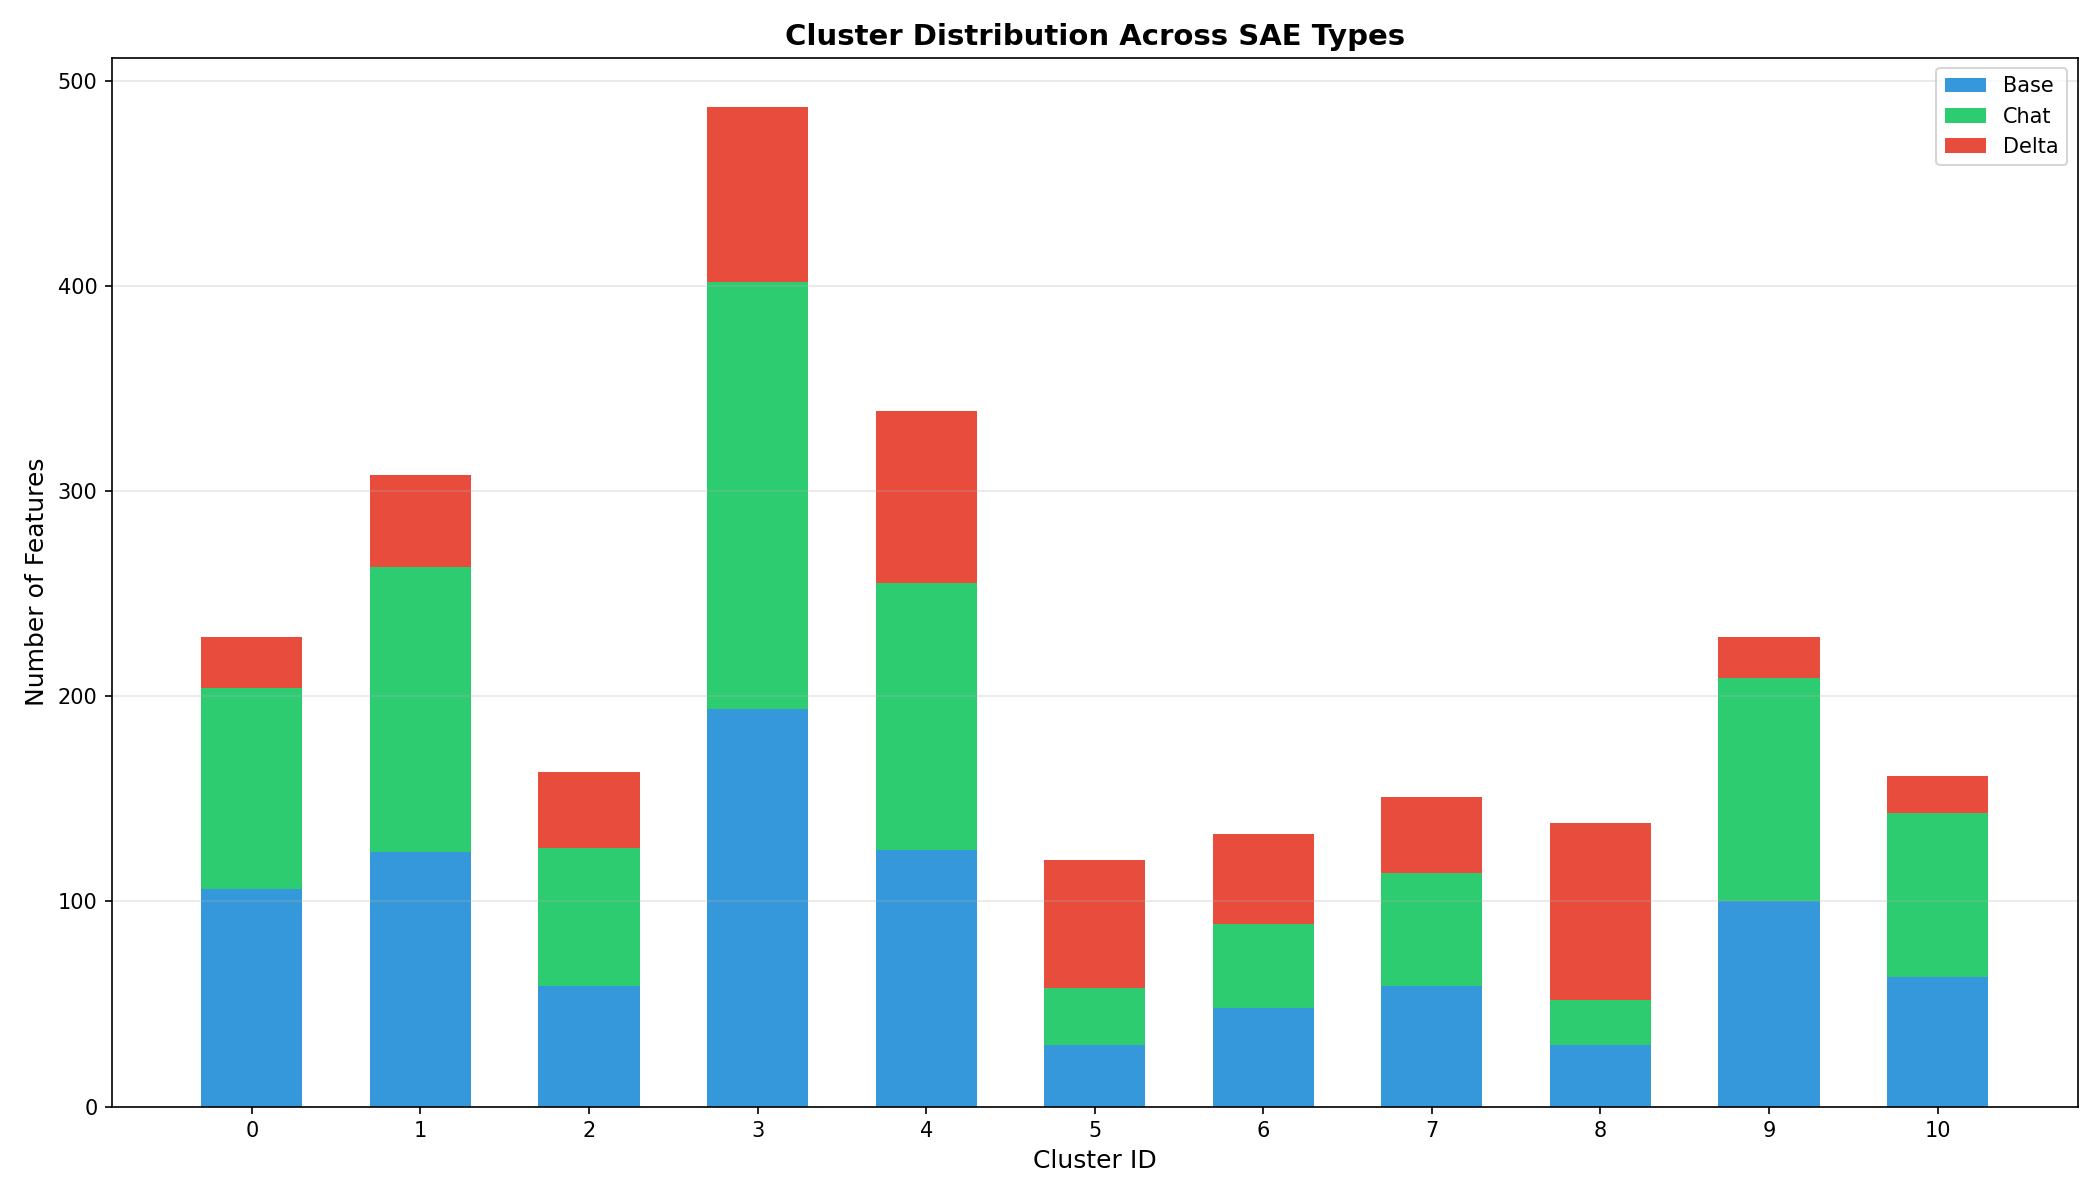 Cluster Distribution Across SAE Types
Base
Chat
Delta
Number of Features
500
400
300
200
100
0
0 1 2 3 4 5 6 7 8 9 10
Cluster ID